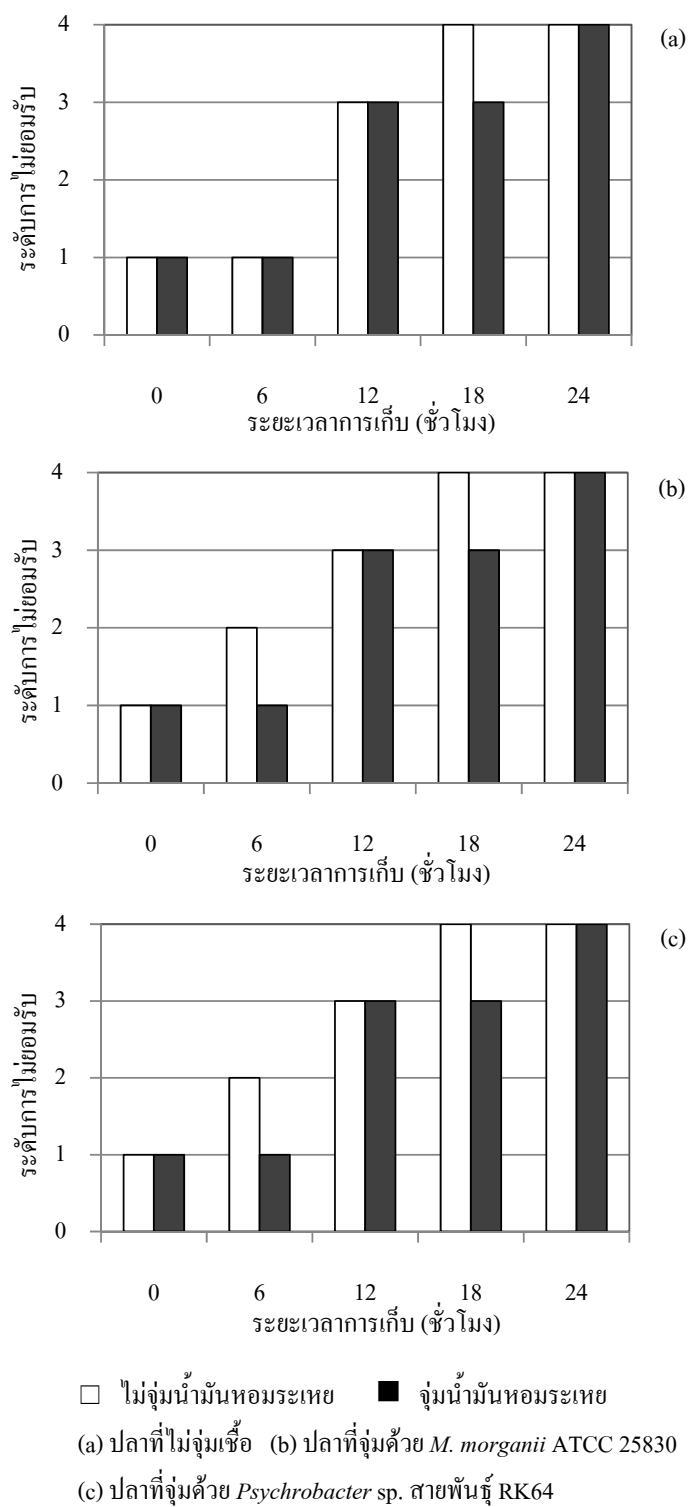 4
(a)
3
2
1
0
ระดับการไม่ยอมรับ
0 6 12 18 24
ระยะเวลาการเก็บ (ชั่วโมง)
4
(b)
3
2
1
0
ระดับการไม่ยอมรับ
0 6 12 18 24
ระยะเวลาการเก็บ (ชั่วโมง)
4
(c)
3
2
1
0
ระดับการไม่ยอมรับ
0 6 12 18 24
ระยะเวลาการเก็บ (ชั่วโมง)
ไม่จุ่มน้ำมันหอมระเหย จุ่มน้ำมันหอมระเหย
(a) ปลาที่ไม่จุ่มเชื้อ (b) ปลาที่จุ่มด้วย M. morganii ATCC 25830
(c) ปลาที่จุ่มด้วย Psychrobacter sp. สายพันธุ์ RK64